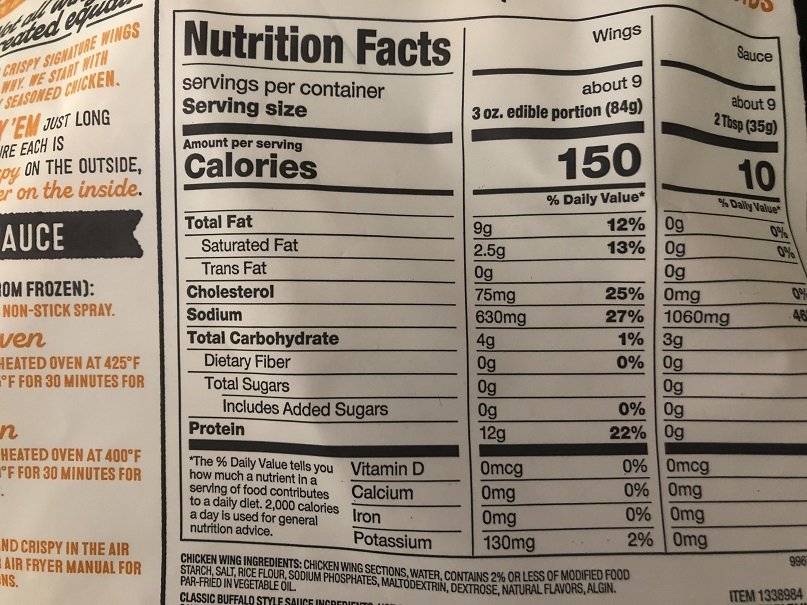 CRISPY SIGNATURE WINGS
WAY. WE START WITH
SEASONED CHICKEN.
'EM JUST LONG
EACH IS
ON THE OUTSIDE,
on the inside.
NON-STICK SPRAY.
OVEN AT 425°F
°F FOR 30 MINUTES FOR
OVEN AT 400°F
°F FOR 30 MINUTES FOR
CRISPY IN THE AIR
AIR FRYER MANUAL FOR
Nutrition Facts Wings Sauce
servings per container about 9 about 9
Serving size 3 oz. edible portion (84g) 2 Tbsp (35g)
Amount per serving
Calories 150 10
% Daily Value* % Daily Value*
Total Fat 9g 12% 0g 0%
Saturated Fat 2.5g 13% 0g 0%
Trans Fat 0g 0g
Cholesterol 75mg 25% 0mg 0%
Sodium 630mg 27% 1060mg 46
Total Carbohydrate 4g 1% 3g
Dietary Fiber 0g 0% 0g
Total Sugars 0g 0g
Includes Added Sugars 0g 0% 0g
Protein 12g 22% 0g
*The % Daily Value tells you
how much a nutrient in a
serving of food contributes
to a daily diet. 2,000 calories
a day is used for general
nutrition advice.
Vitamin D 0mcg 0% 0mcg
Calcium 0mg 0% 0mg
Iron 0mg 0% 0mg
Potassium 130mg 2% 0mg
CHICKEN WING INGREDIENTS: CHICKEN WING SECTIONS, WATER, CONTAINS 2% OR LESS OF MODIFIED FOOD
STARCH, SALT, RICE FLOUR, SODIUM PHOSPHATES, MALTODEXTRIN, DEXTROSE, NATURAL FLAVORS, ALGIN.
PAR-FRIED IN VEGETABLE OIL.
CLASSIC BUFFALO STYLE SAUCE INGREDIENTS:
996
ITEM 1338984